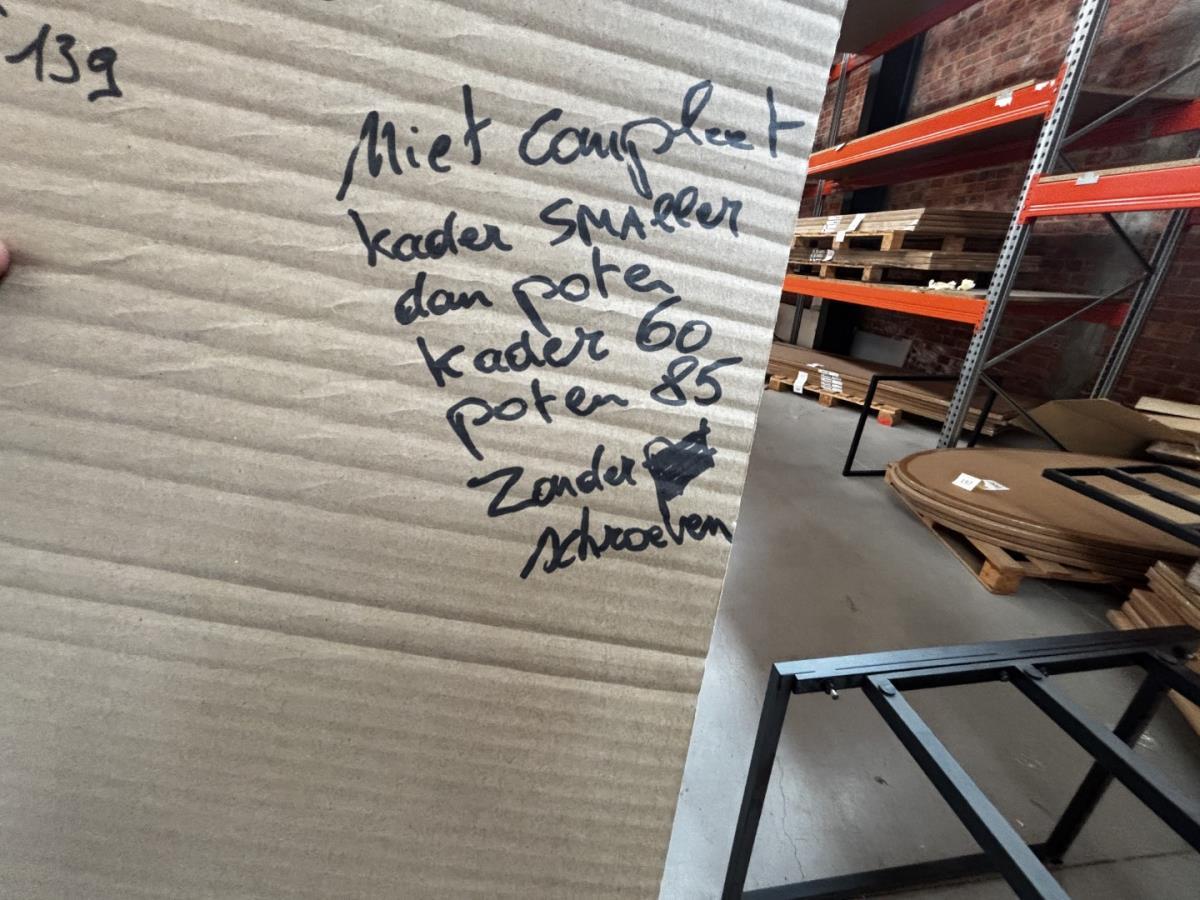 139
Niet compleet
kader smaller
dan poten
kader 60
poten 85
zonder
schroeven